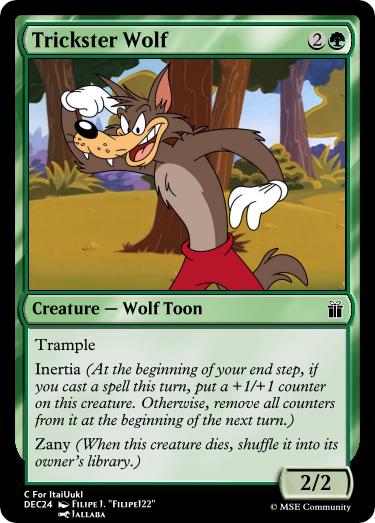 Trickster Wolf 2
Creature — Wolf Toon
Trample
Inertia (At the beginning of your end step, if
you cast a spell this turn, put a +1/+1 counter
on this creature. Otherwise, remove all counters
from it at the beginning of the next turn.)
Zany (When this creature dies, shuffle it into its
owner's library.)
2/2
C For ItaiUukI
DEC24 Filipe J. "FilipeJ22"
Jallaba
© MSE Community